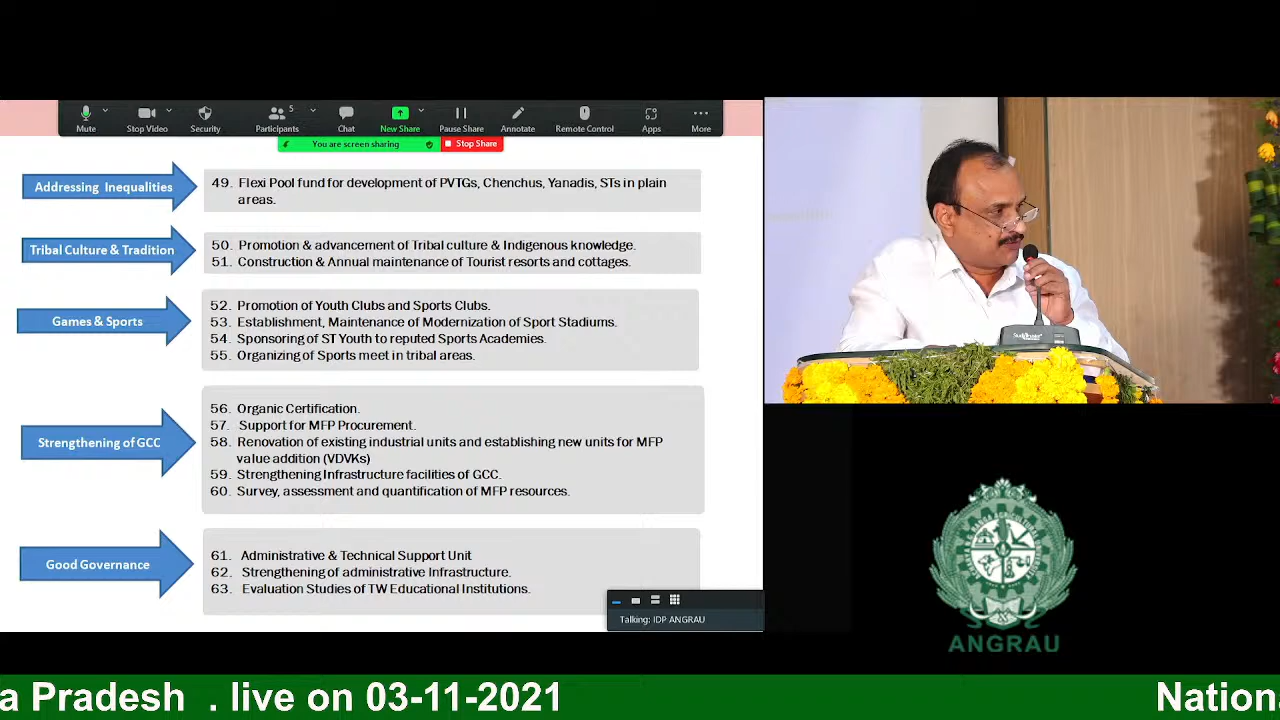 Mute
Stop Video
Security
Participants
5
Chat
New Share
Pause Share
Annotate
Remote Control
Apps
More
You are screen sharing
Stop Share
Addressing Inequalities
49. Flexi Pool fund for development of PVTGs, Chenchus, Yanadis, STs in plain
areas.
Tribal Culture & Tradition
50. Promotion & advancement of Tribal culture & Indigenous knowledge.
51. Construction & Annual maintenance of Tourist resorts and cottages.
Games & Sports
52. Promotion of Youth Clubs and Sports Clubs.
53. Establishment, Maintenance of Modernization of Sport Stadiums.
54. Sponsoring of ST Youth to reputed Sports Academies.
55. Organizing of Sports meet in tribal areas.
Strengthening of GCC
56. Organic Certification.
57. Support for MFP Procurement.
58. Renovation of existing industrial units and establishing new units for MFP
value addition (VDVKs)
59. Strengthening Infrastructure facilities of GCC.
60. Survey, assessment and quantification of MFP resources.
Good Governance
61. Administrative & Technical Support Unit
62. Strengthening of administrative Infrastructure.
63. Evaluation Studies of TW Educational Institutions.
Talking: IDP ANGRAU
ANGRAU
a Pradesh . live on 03-11-2021
Nation